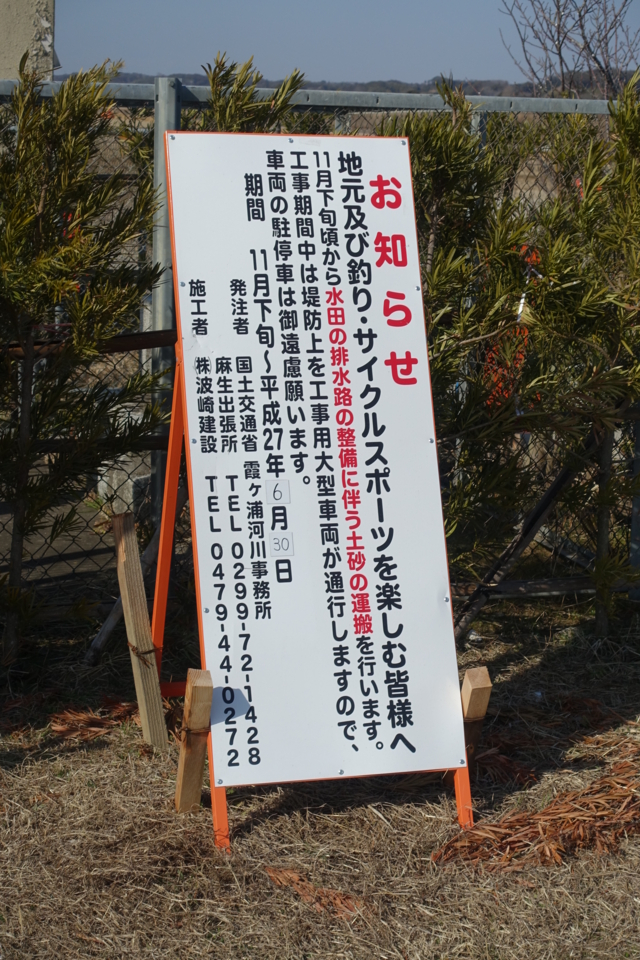 お知らせ
地元及び釣り・サイクルスポーツを楽しむ皆様へ
11月下旬頃から水田の排水路の整備に伴う土砂の運搬を行います。
工事期間中は堤防上を工事用大型車両が通行しますので、
車両の駐停車は御遠慮願います。
期間 11月下旬～平成27年6月30日
発注者 国土交通省 霞ヶ浦河川事務所
麻生出張所 TEL 0299-72-1428
施工者 ㈱波崎建設 TEL 0479-44-0272